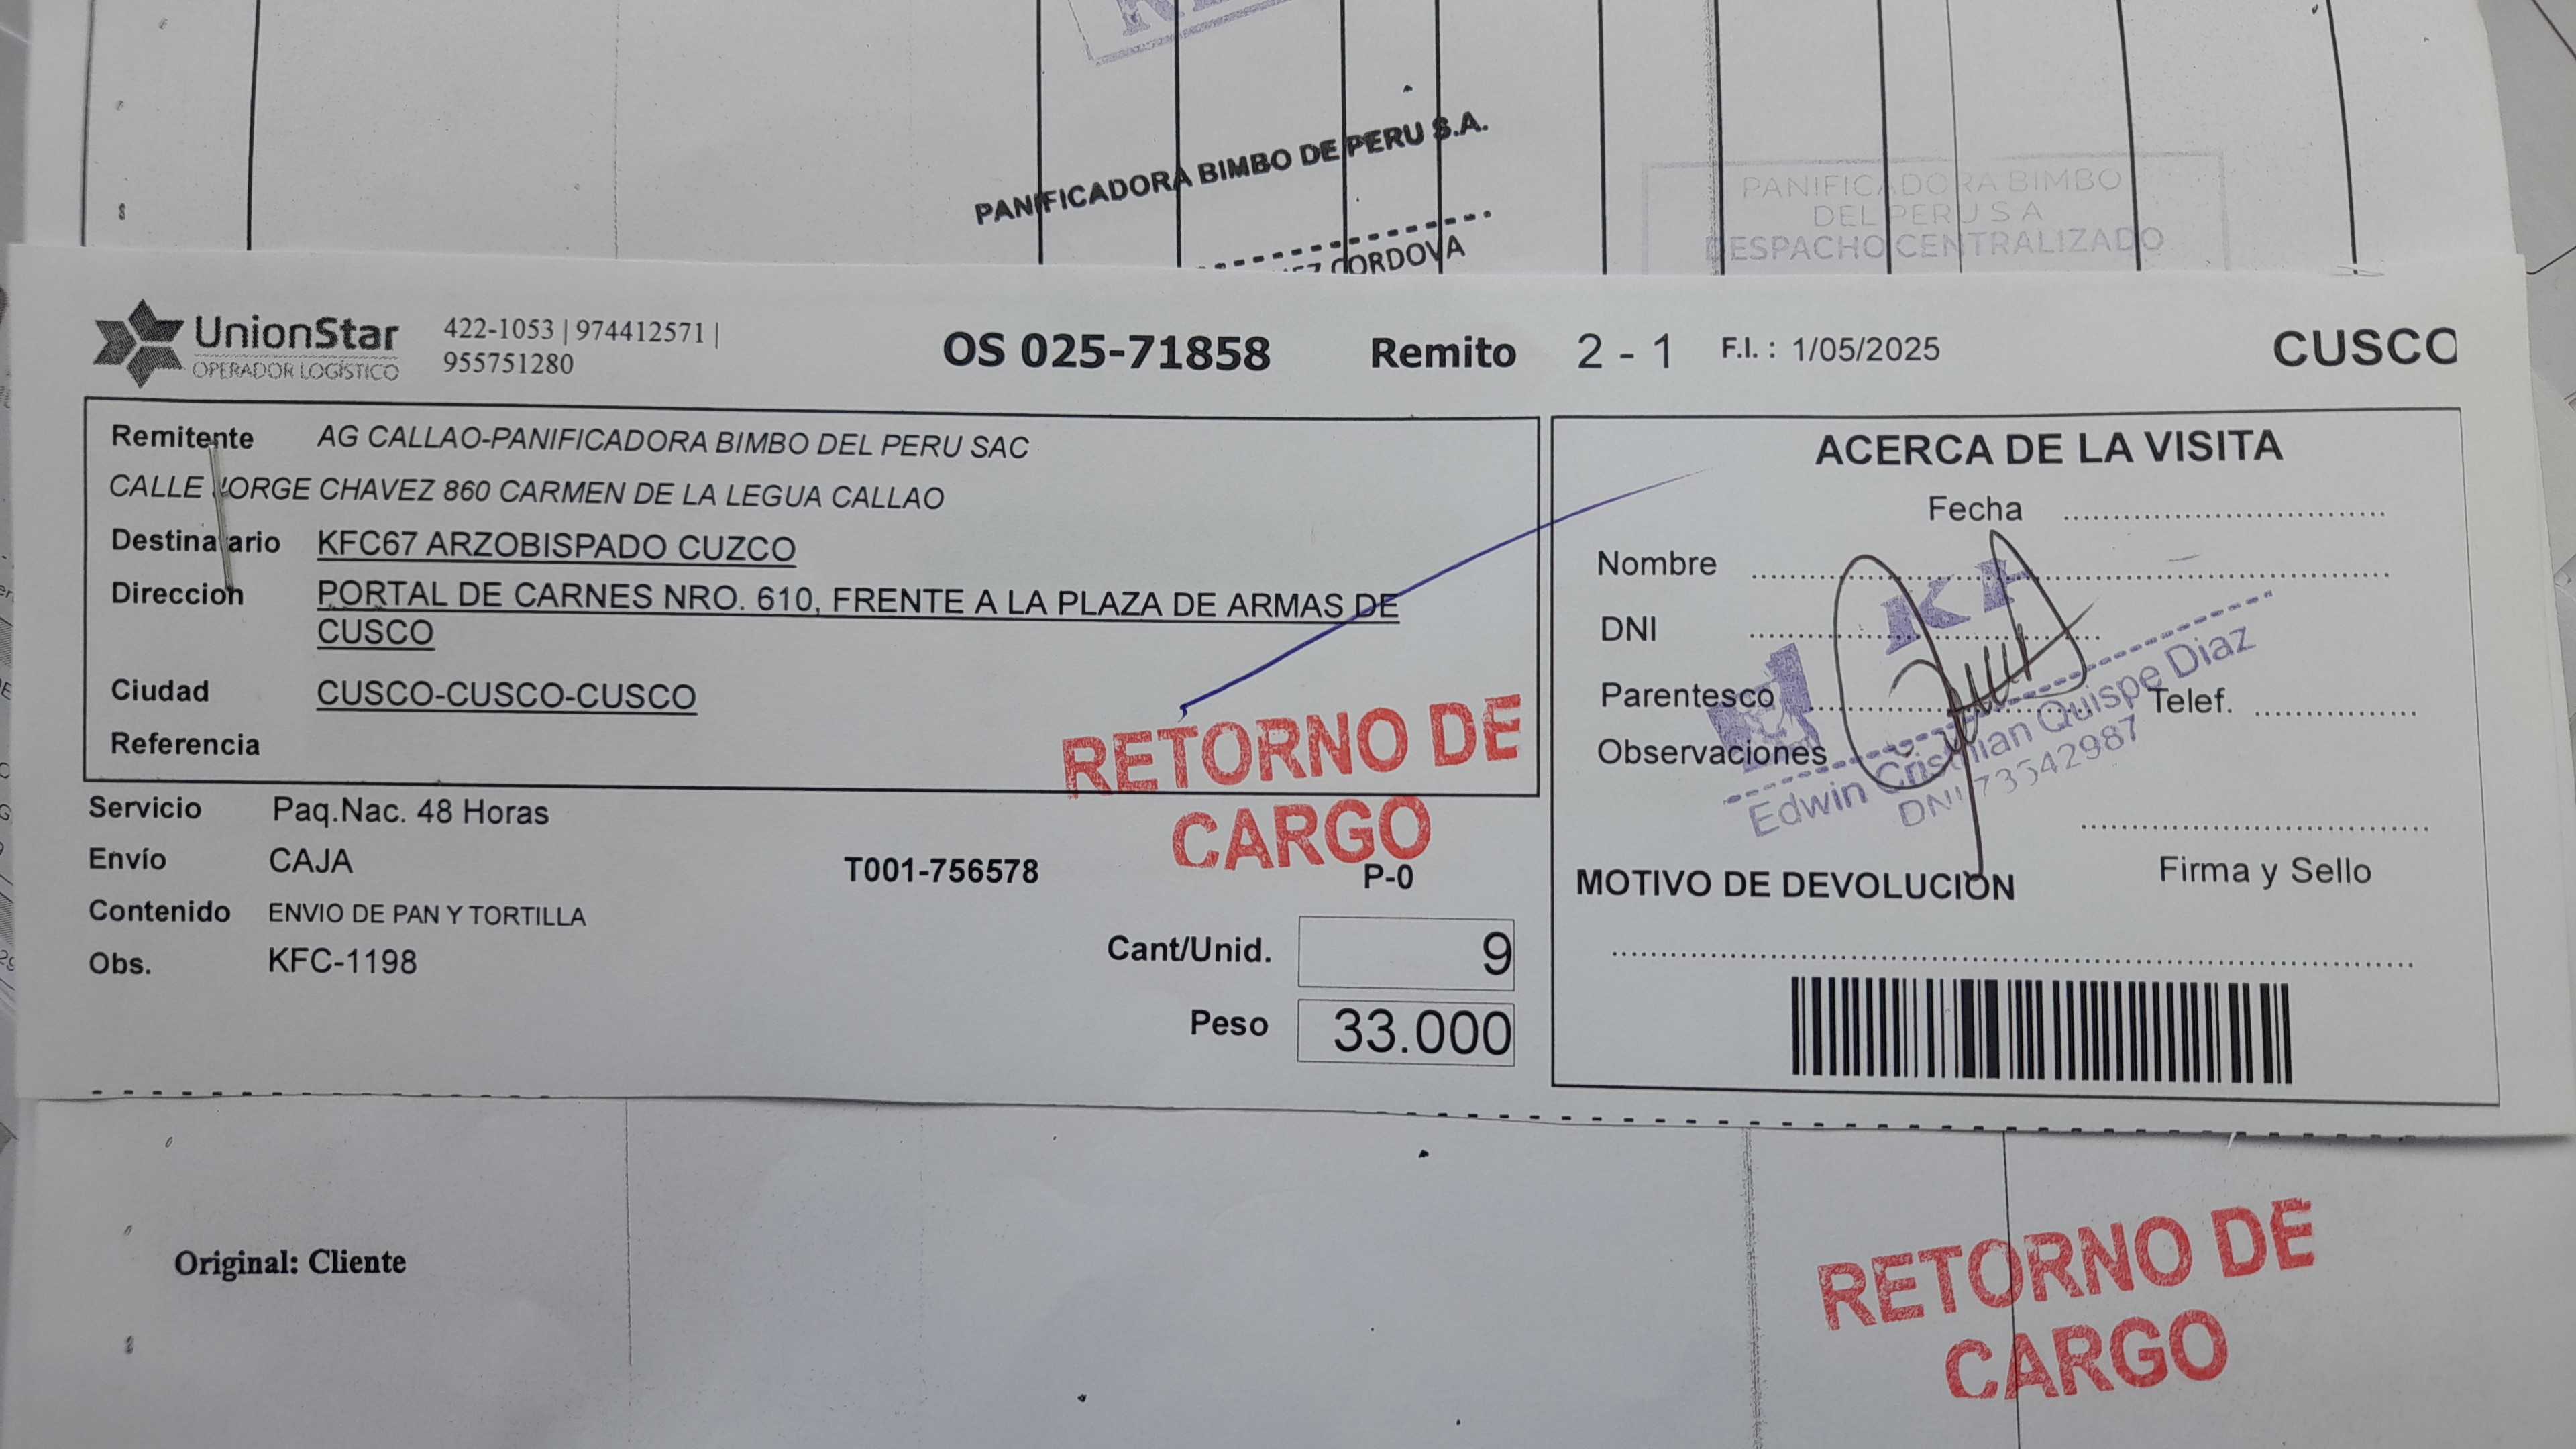 PANIFICADORA BIMBO DE PERU S.A.
CORDOVA
PANIFICADORA BIMBO
DEL PERU S A
DESPACHO CENTRALIZADO
UnionStar
OPERADOR LOGÍSTICO
422-1053 | 974412571 |
955751280
OS 025-71858 Remito 2 - 1 F.I. : 1/05/2025 CUSCO
Remitente AG CALLAO-PANIFICADORA BIMBO DEL PERU SAC
CALLE JORGE CHAVEZ 860 CARMEN DE LA LEGUA CALLAO
Destinatario KFC67 ARZOBISPADO CUZCO
Direccion PORTAL DE CARNES NRO. 610, FRENTE A LA PLAZA DE ARMAS DE
CUSCO
Ciudad CUSCO-CUSCO-CUSCO
Referencia
RETORNO DE
CARGO
Servicio Paq.Nac. 48 Horas
Envío CAJA
T001-756578
P-0
Contenido ENVIO DE PAN Y TORTILLA
Obs. KFC-1198
Cant/Unid. 9
Peso 33.000
ACERCA DE LA VISITA
Fecha
Nombre
DNI
Parentesco
Telef.
Observaciones
Edwin Cristhian Quispe Diaz
DNI 73542987
Firma y Sello
MOTIVO DE DEVOLUCIÓN
Original: Cliente
RETORNO DE
CARGO